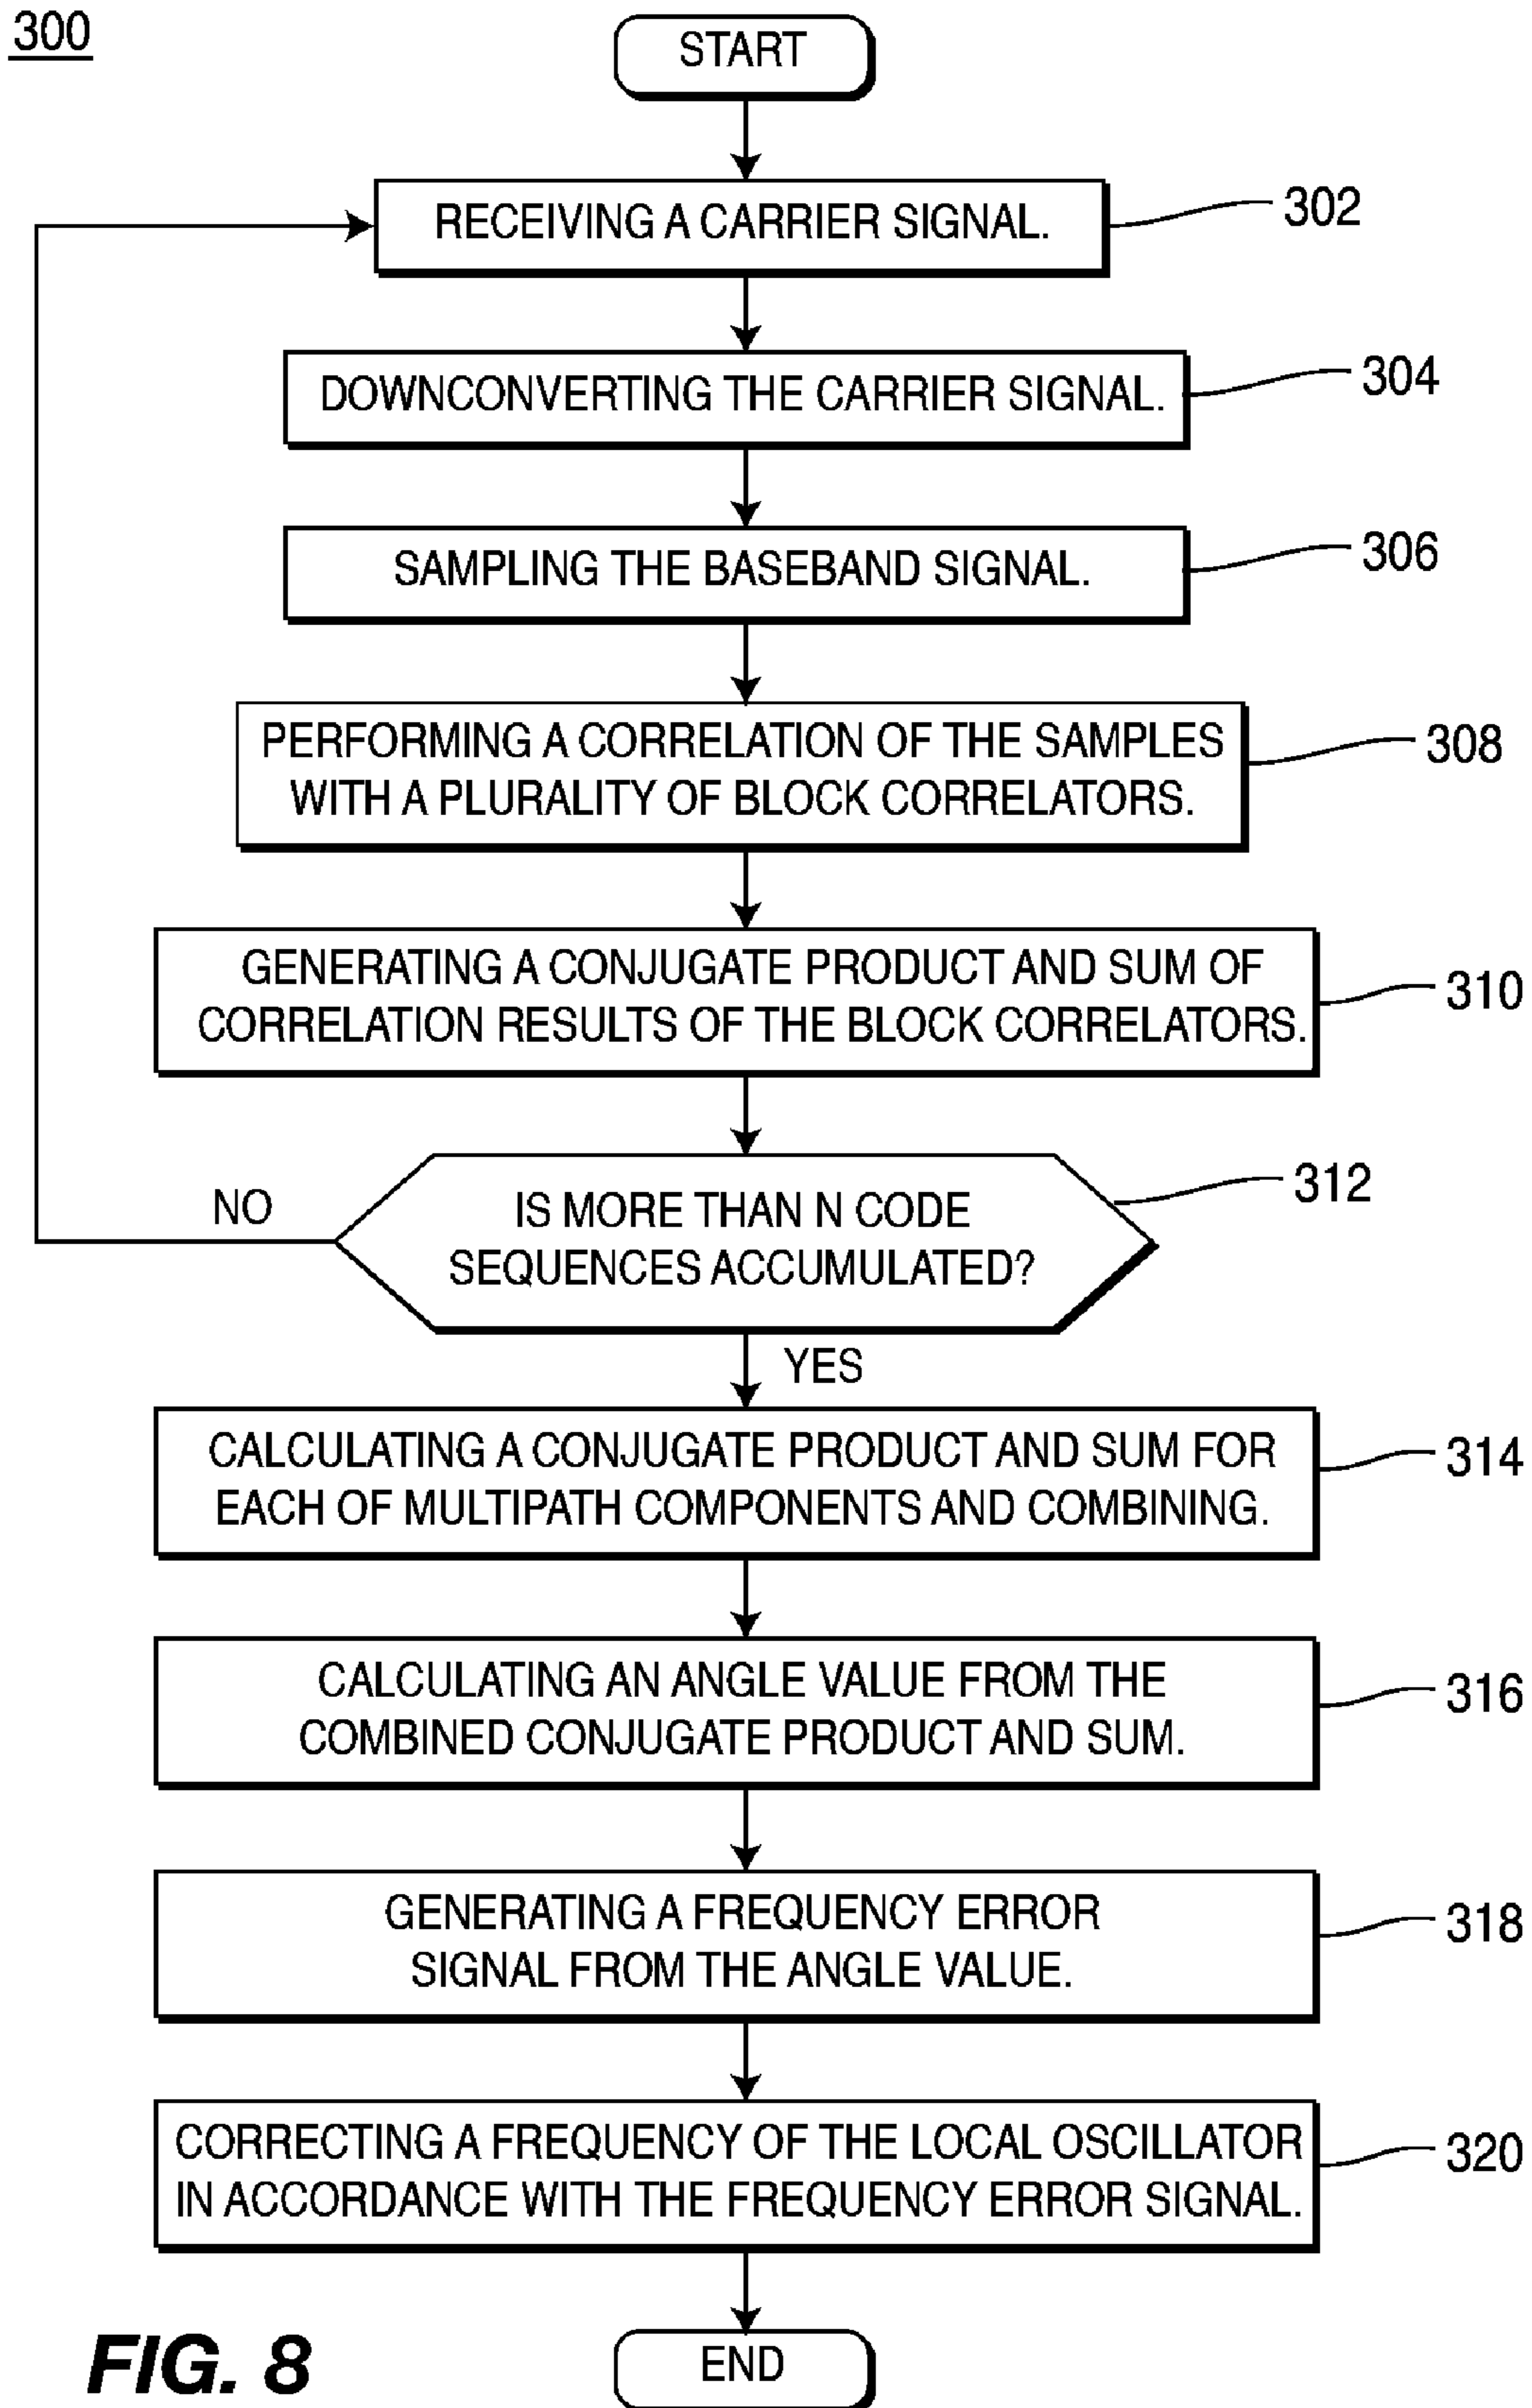 300
START
RECEIVING A CARRIER SIGNAL.
302
DOWNCONVERTING THE CARRIER SIGNAL.
304
SAMPLING THE BASEBAND SIGNAL.
306
PERFORMING A CORRELATION OF THE SAMPLES
WITH A PLURALITY OF BLOCK CORRELATORS.
308
GENERATING A CONJUGATE PRODUCT AND SUM OF
CORRELATION RESULTS OF THE BLOCK CORRELATORS.
310
IS MORE THAN N CODE
SEQUENCES ACCUMULATED?
312
NO
YES
CALCULATING A CONJUGATE PRODUCT AND SUM FOR
EACH OF MULTIPATH COMPONENTS AND COMBINING.
314
CALCULATING AN ANGLE VALUE FROM THE
COMBINED CONJUGATE PRODUCT AND SUM.
316
GENERATING A FREQUENCY ERROR
SIGNAL FROM THE ANGLE VALUE.
318
CORRECTING A FREQUENCY OF THE LOCAL OSCILLATOR
IN ACCORDANCE WITH THE FREQUENCY ERROR SIGNAL.
320
END
FIG. 8